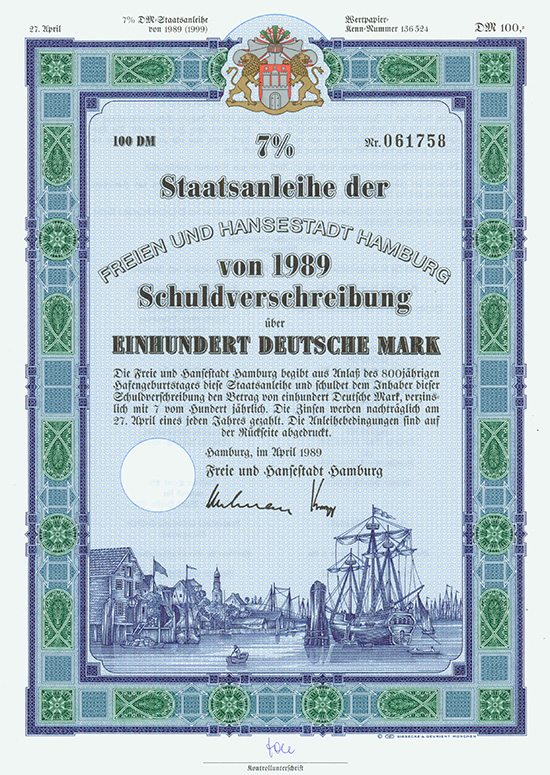 27. April
7% DM-Staatsanleihe
von 1989 (1999)
Wertpapier-
Kenn-Nummer 136 524
DM 100,-
100 DM
7%
Nr. 061758
Staatsanleihe der
FREIEN UND HANSESTADT HAMBURG
von 1989
Schuldverschreibung
über
EINHUNDERT DEUTSCHE MARK
Die Freie und Hansestadt Hamburg begibt aus Anlaß des 800jährigen
Hafengeburtstages diese Staatsanleihe und schuldet dem Inhaber dieser
Schuldverschreibung den Betrag von einhundert Deutsche Mark, verzins-
lich mit 7 vom Hundert jährlich. Die Zinsen werden nachträglich am
27. April eines jeden Jahres gezahlt. Die Anleihebedingungen sind auf
der Rückseite abgedruckt.
Hamburg, im April 1989
Freie und Hansestadt Hamburg
GIESECKE & DEVRIENT MÜNCHEN
Kontrollunterschrift